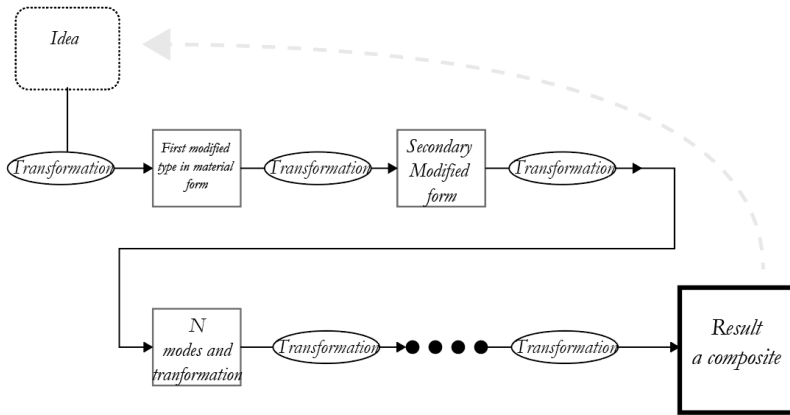 Idea
Transformation
First modified
type in material
form
Transformation
Secondary
Modified
form
Transformation
N
modes and
tranformation
Transformation
Transformation
Result
a composite